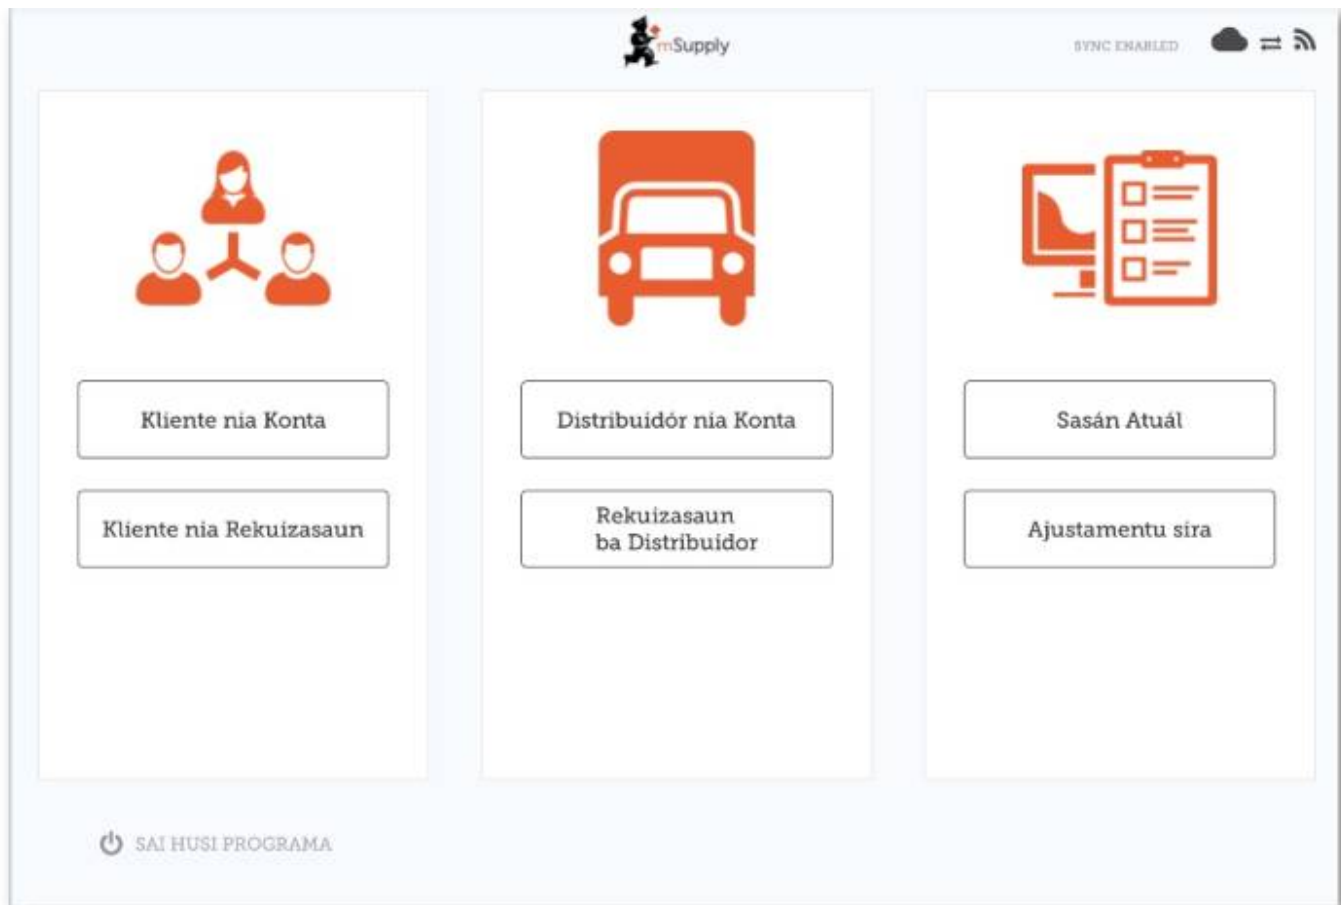 mSupply
SYNC ENABLED
Kliente nia Konta
Distribuidór nia Konta
Sasán Atuál
Kliente nia Rekuizasaun
Rekuizasaun
ba Distribuidor
Ajustamentu sira
SAI HUSI PROGRAMA